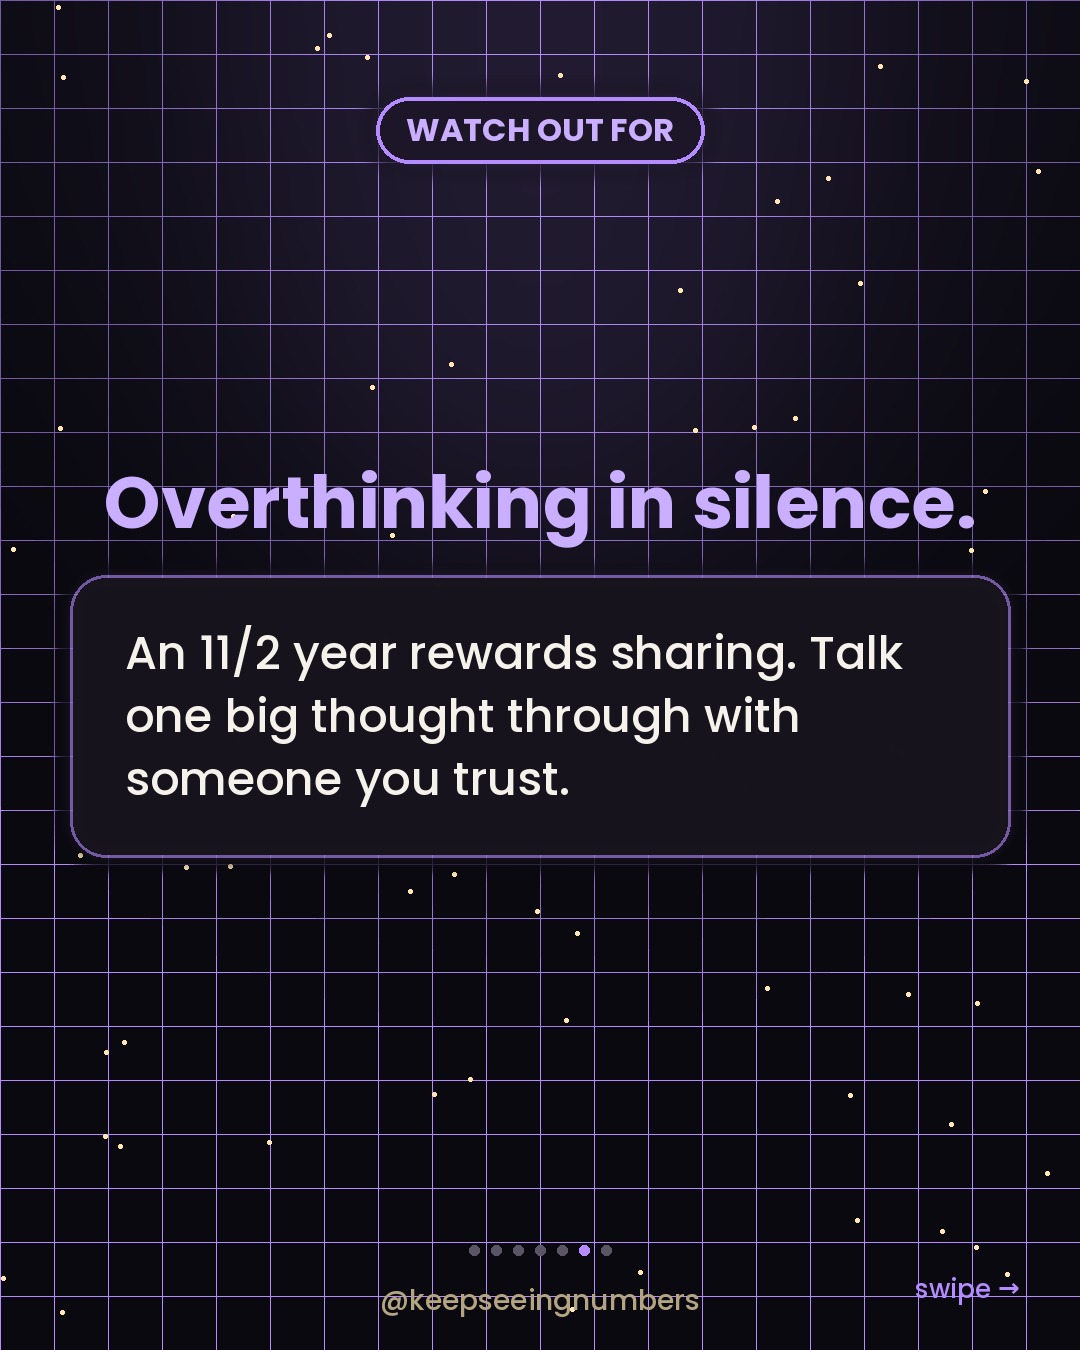 WATCH OUT FOR
Overthinking in silence.
An 11/2 year rewards sharing. Talk
one big thought through with
someone you trust.
@keepseeingnumbers
swipe →